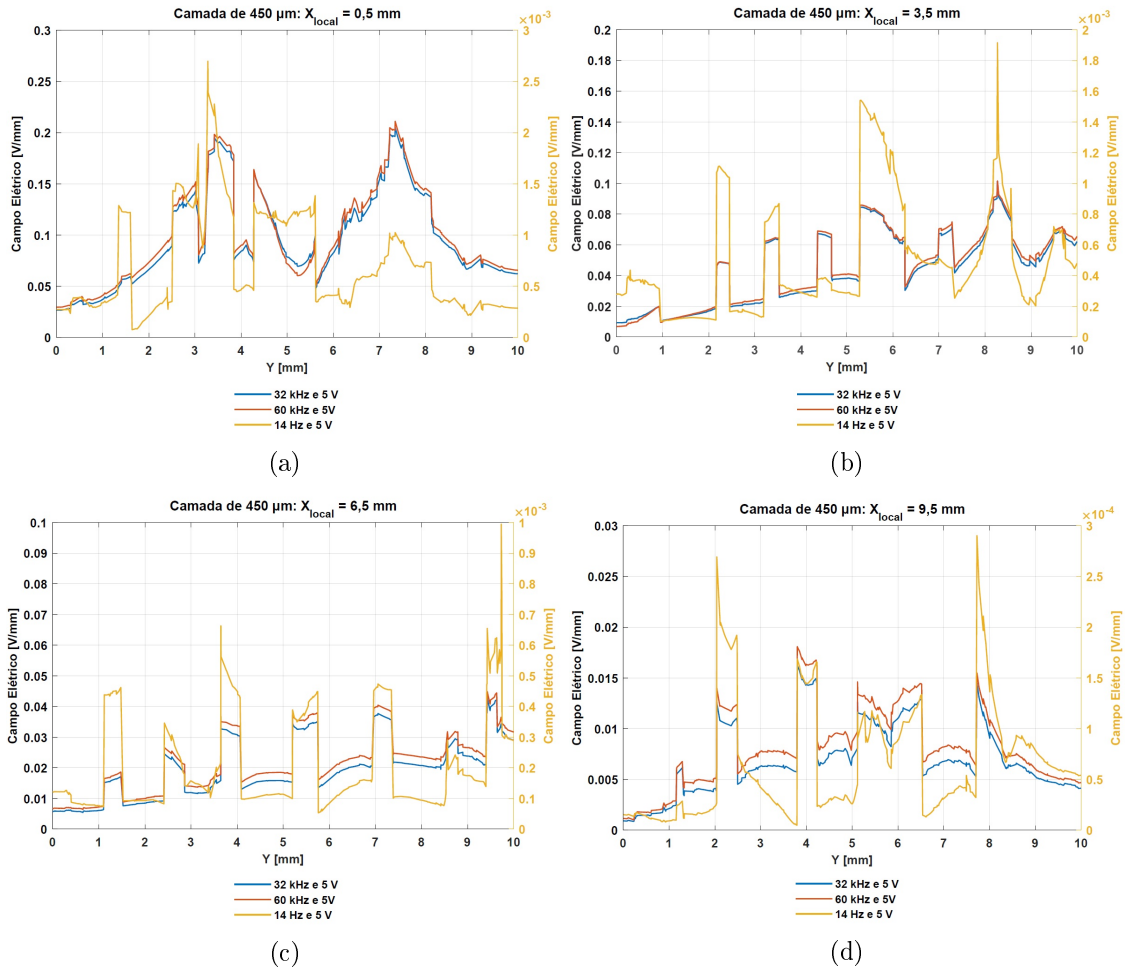 Camada de 450 µm: Xlocal = 0,5 mm
×10-3
0.3
0.25
0.2
0.15
0.1
0.05
0
Campo Elétrico [V/mm]
3
2.5
2
1.5
1
0.5
0
Campo Elétrico [V/mm]
0 1 2 3 4 5 6 7 8 9 10
Y [mm]
32 kHz e 5 V
60 kHz e 5V
14 Hz e 5 V
(a)
Camada de 450 µm: Xlocal = 3,5 mm
×10-3
0.2
0.18
0.16
0.14
0.12
0.1
0.08
0.06
0.04
0.02
0
Campo Elétrico [V/mm]
2
1.8
1.6
1.4
1.2
1
0.8
0.6
0.4
0.2
0
Campo Elétrico [V/mm]
0 1 2 3 4 5 6 7 8 9 10
Y [mm]
32 kHz e 5 V
60 kHz e 5V
14 Hz e 5 V
(b)
Camada de 450 µm: Xlocal = 6,5 mm
×10-3
0.1
0.09
0.08
0.07
0.06
0.05
0.04
0.03
0.02
0.01
0
Campo Elétrico [V/mm]
1
0.9
0.8
0.7
0.6
0.5
0.4
0.3
0.2
0.1
0
Campo Elétrico [V/mm]
0 1 2 3 4 5 6 7 8 9 10
Y [mm]
32 kHz e 5 V
60 kHz e 5V
14 Hz e 5 V
(c)
Camada de 450 µm: Xlocal = 9,5 mm
×10-4
0.03
0.025
0.02
0.015
0.01
0.005
0
Campo Elétrico [V/mm]
3
2.5
2
1.5
1
0.5
0
Campo Elétrico [V/mm]
0 1 2 3 4 5 6 7 8 9 10
Y [mm]
32 kHz e 5 V
60 kHz e 5V
14 Hz e 5 V
(d)